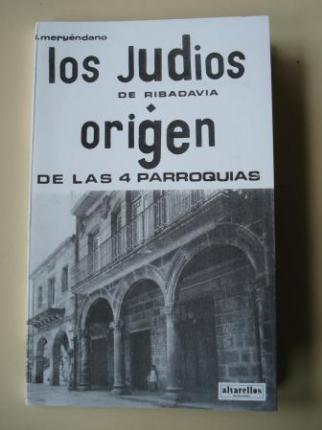 l.meruéndano
los Judios
DE RIBADAVIA
origen
DE LAS 4 PARROQUIAS
alvarellos